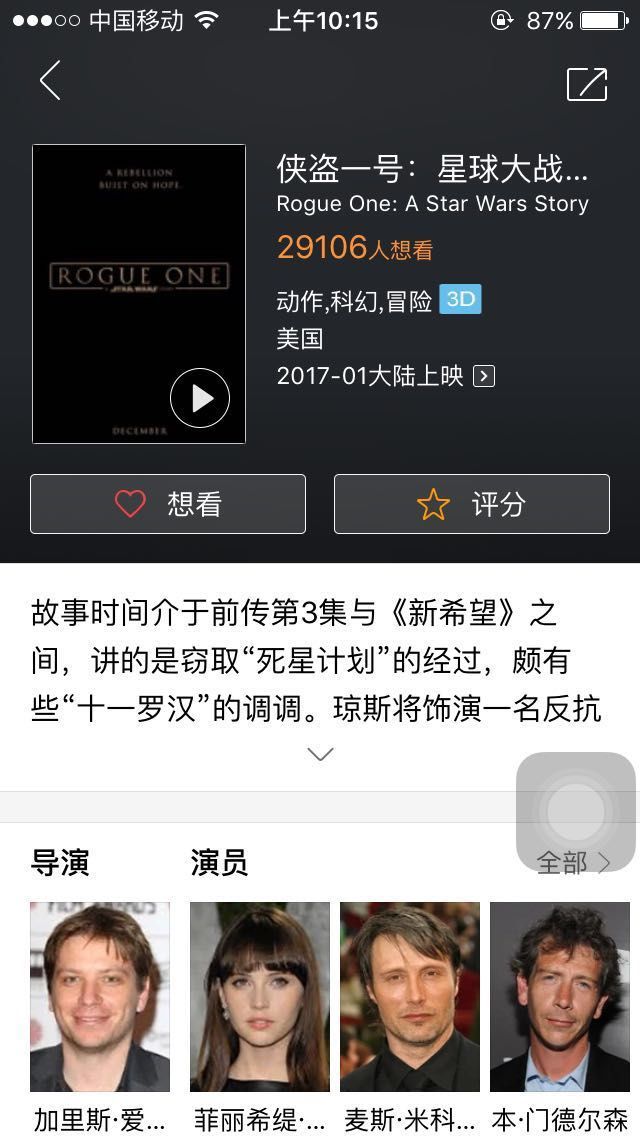 中国移动
上午10:15
87%
A REBELLION
BUILT ON HOPE
ROGUE ONE
A STAR WARS STORY
DECEMBER
侠盗一号：星球大战...
Rogue One: A Star Wars Story
29106人想看
动作,科幻,冒险 3D
美国
2017-01大陆上映
想看
评分
故事时间介于前传第3集与《新希望》之
间，讲的是窃取“死星计划”的经过，颇有
些“十一罗汉”的调调。琼斯将饰演一名反抗
导演
演员
全部
加里斯·爱...
菲丽希缇·...
麦斯·米科...
本·门德尔森